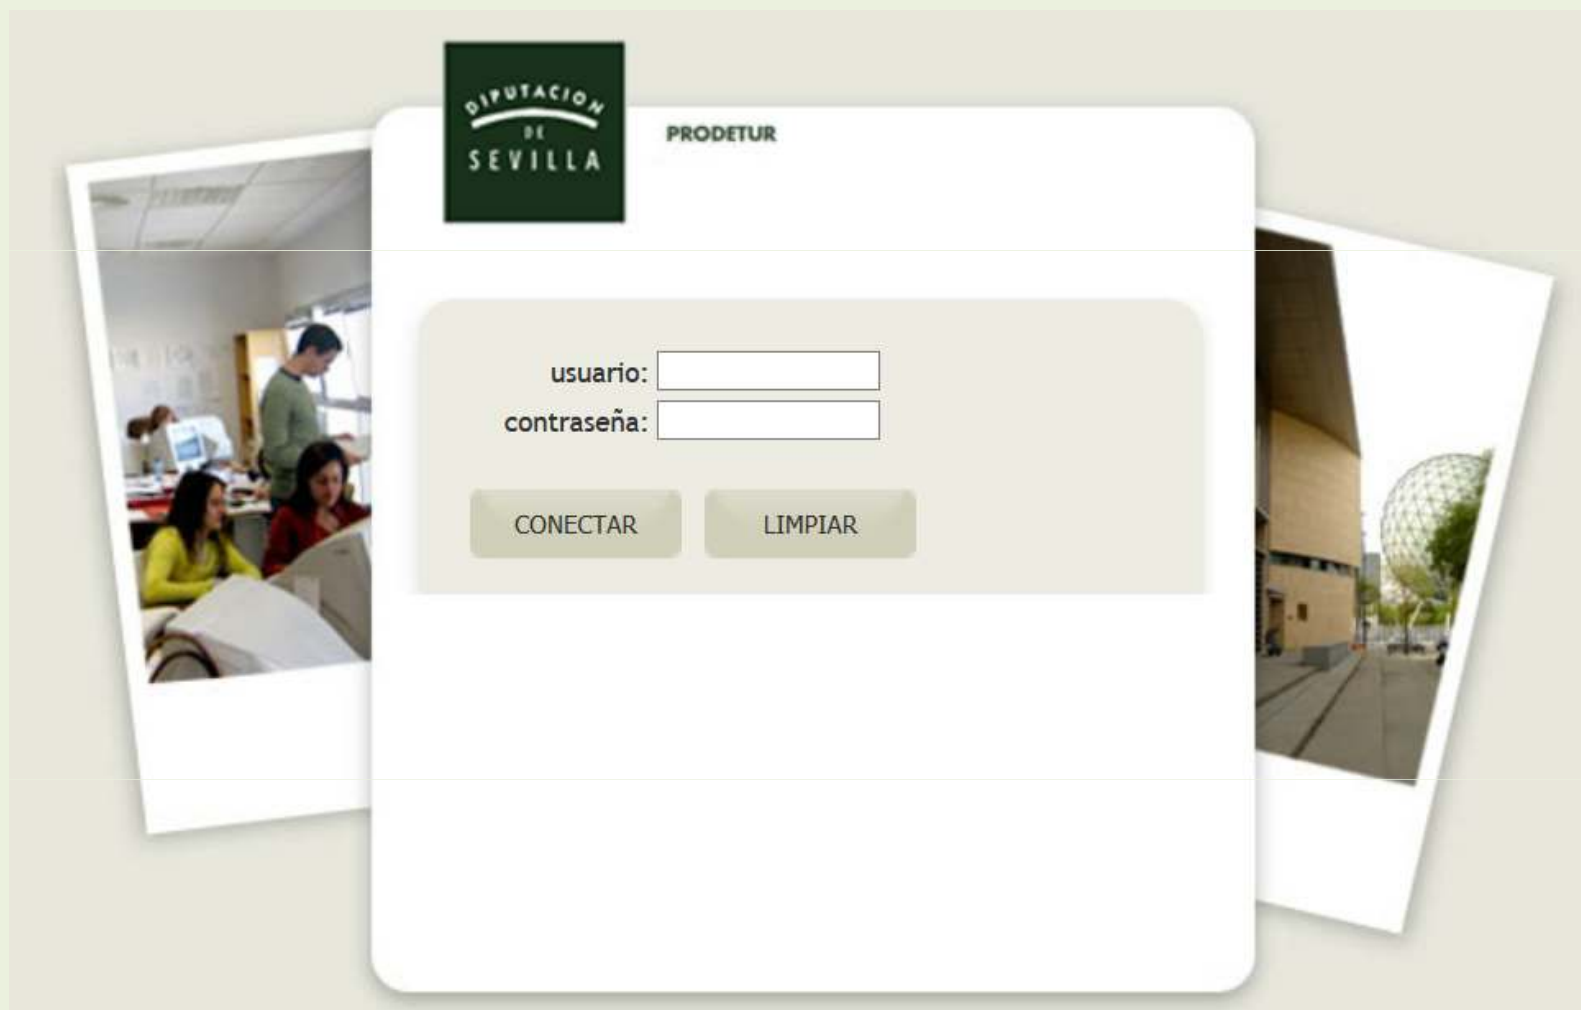 DIPUTACION
DE
SEVILLA
PRODETUR
usuario:
contraseña:
CONECTAR
LIMPIAR